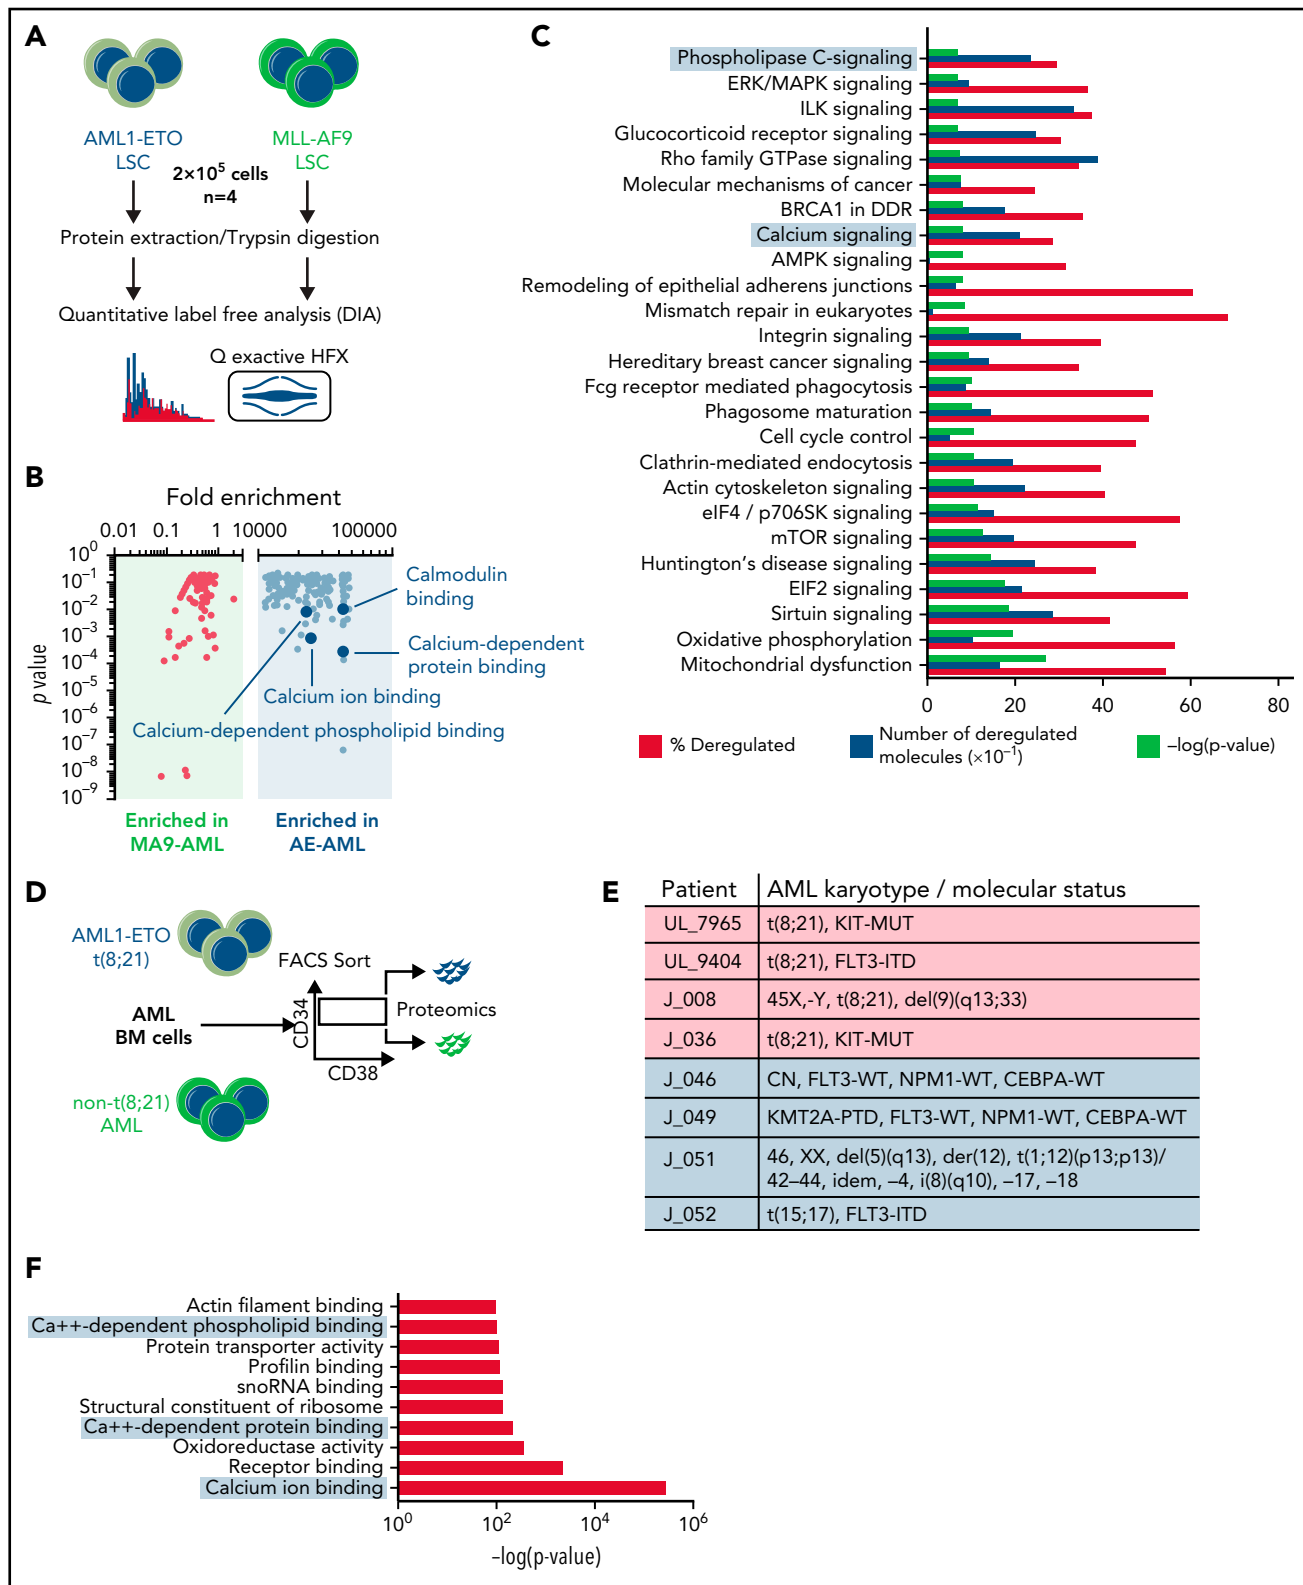 A
AML1-ETO
LSC
MLL-AF9
LSC
2×10⁵ cells
n=4
Protein extraction/Trypsin digestion
Quantitative label free analysis (DIA)
Q exactive HFX
B
Fold enrichment
0.01 0.1 1 10000 100000
p value
10⁰
10⁻¹
10⁻²
10⁻³
10⁻⁴
10⁻⁵
10⁻⁶
10⁻⁷
10⁻⁸
10⁻⁹
Calmodulin
binding
Calcium-dependent
protein binding
Calcium ion binding
Calcium-dependent phospholipid binding
Enriched in
MA9-AML
Enriched in
AE-AML
C
Phospholipase C-signaling
ERK/MAPK signaling
ILK signaling
Glucocorticoid receptor signaling
Rho family GTPase signaling
Molecular mechanisms of cancer
BRCA1 in DDR
Calcium signaling
AMPK signaling
Remodeling of epithelial adherens junctions
Mismatch repair in eukaryotes
Integrin signaling
Hereditary breast cancer signaling
Fcg receptor mediated phagocytosis
Phagosome maturation
Cell cycle control
Clathrin-mediated endocytosis
Actin cytoskeleton signaling
eIF4 / p706SK signaling
mTOR signaling
Huntington's disease signaling
EIF2 signaling
Sirtuin signaling
Oxidative phosphorylation
Mitochondrial dysfunction
0 20 40 60 80
% Deregulated
Number of deregulated
molecules (×10⁻¹)
–log(p-value)
D
AML1-ETO
t(8;21)
AML
BM cells
non-t(8;21)
AML
FACS Sort
CD34
CD38
Proteomics
E
Patient AML karyotype / molecular status
UL_7965 t(8;21), KIT-MUT
UL_9404 t(8;21), FLT3-ITD
J_008 45X,-Y, t(8;21), del(9)(q13;33)
J_036 t(8;21), KIT-MUT
J_046 CN, FLT3-WT, NPM1-WT, CEBPA-WT
J_049 KMT2A-PTD, FLT3-WT, NPM1-WT, CEBPA-WT
J_051 46, XX, del(5)(q13), der(12), t(1;12)(p13;p13)/
42–44, idem, –4, i(8)(q10), –17, –18
J_052 t(15;17), FLT3-ITD
F
Actin filament binding
Ca++-dependent phospholipid binding
Protein transporter activity
Profilin binding
snoRNA binding
Structural constituent of ribosome
Ca++-dependent protein binding
Oxidoreductase activity
Receptor binding
Calcium ion binding
10⁰ 10² 10⁴ 10⁶
–log(p-value)